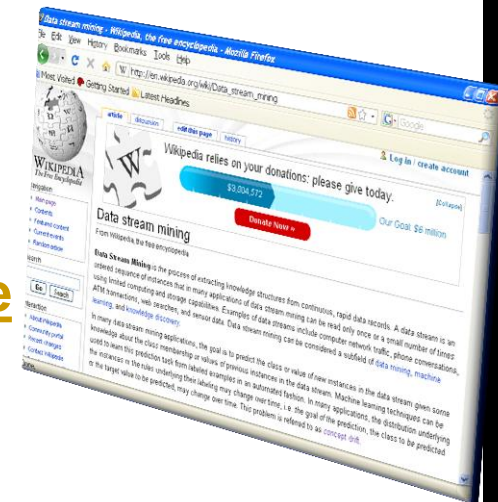 Data stream mining - Wikipedia, the free encyclopedia - Mozilla Firefox
Edit View History Bookmarks Tools Help
http://en.wikipedia.org/wiki/Data_stream_mining
Google
Most Visited Getting Started Latest Headlines
Log in / create account
article discussion edit this page history
Wikipedia relies on your donations: please give today.
[Collapse]
$3,004,572
Our Goal: $6 million
Donate Now »
WIKIPEDIA
The Free Encyclopedia
navigation
Main page
Contents
Featured content
Current events
Random article
search
Go Search
interaction
About Wikipedia
Community portal
Recent changes
Contact Wikipedia
Data stream mining
From Wikipedia, the free encyclopedia
Data Stream Mining is the process of extracting knowledge structures from continuous, rapid data records. A data stream is an
ordered sequence of instances that in many applications of data stream mining can be read only once or a small number of times
using limited computing and storage capabilities. Examples of data streams include computer network traffic, phone conversations,
ATM transactions, web searches, and sensor data. Data stream mining can be considered a subfield of data mining, machine
learning, and knowledge discovery.
In many data stream mining applications, the goal is to predict the class or value of new instances in the data stream given some
knowledge about the class membership or values of previous instances in the data stream. Machine learning techniques can be
used to learn this prediction task from labeled examples in an automated fashion. In many applications, the distribution underlying
the instances or the rules underlying their labeling may change over time, i.e. the goal of the prediction, the class to be predicted
or the target value to be predicted, may change over time. This problem is referred to as concept drift.
e